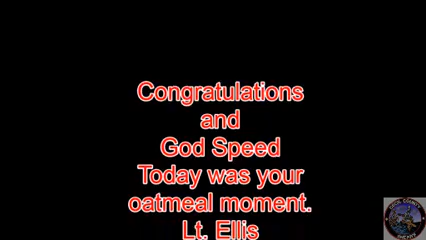 Congratulations
and
God Speed
Today was your
oatmeal moment.
Lt. Ellis